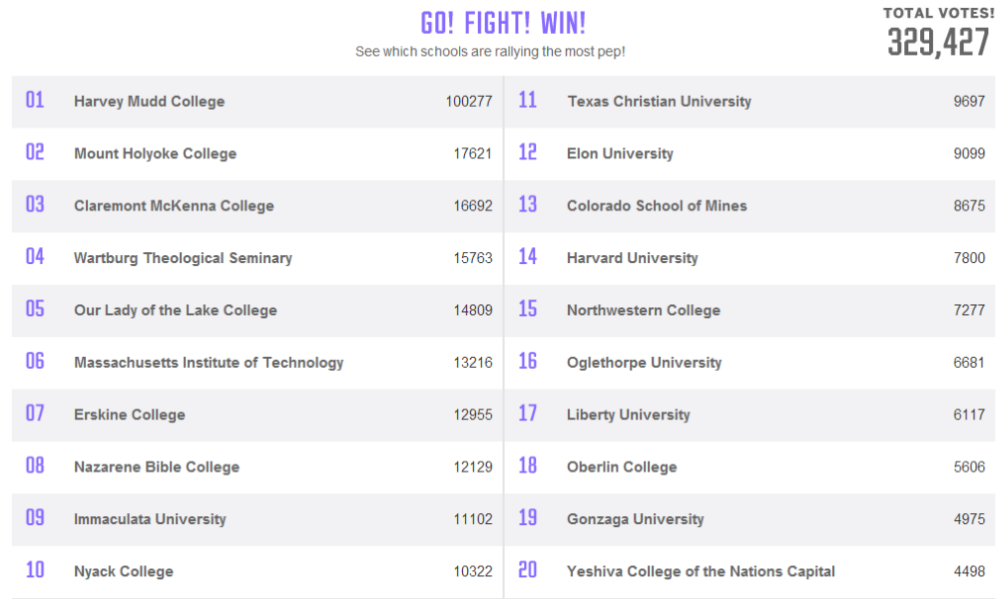 GO! FIGHT! WIN!
See which schools are rallying the most pep!
TOTAL VOTES!
329,427
01 Harvey Mudd College 100277
02 Mount Holyoke College 17621
03 Claremont McKenna College 16692
04 Wartburg Theological Seminary 15763
05 Our Lady of the Lake College 14809
06 Massachusetts Institute of Technology 13216
07 Erskine College 12955
08 Nazarene Bible College 12129
09 Immaculata University 11102
10 Nyack College 10322
11 Texas Christian University 9697
12 Elon University 9099
13 Colorado School of Mines 8675
14 Harvard University 7800
15 Northwestern College 7277
16 Oglethorpe University 6681
17 Liberty University 6117
18 Oberlin College 5606
19 Gonzaga University 4975
20 Yeshiva College of the Nations Capital 4498